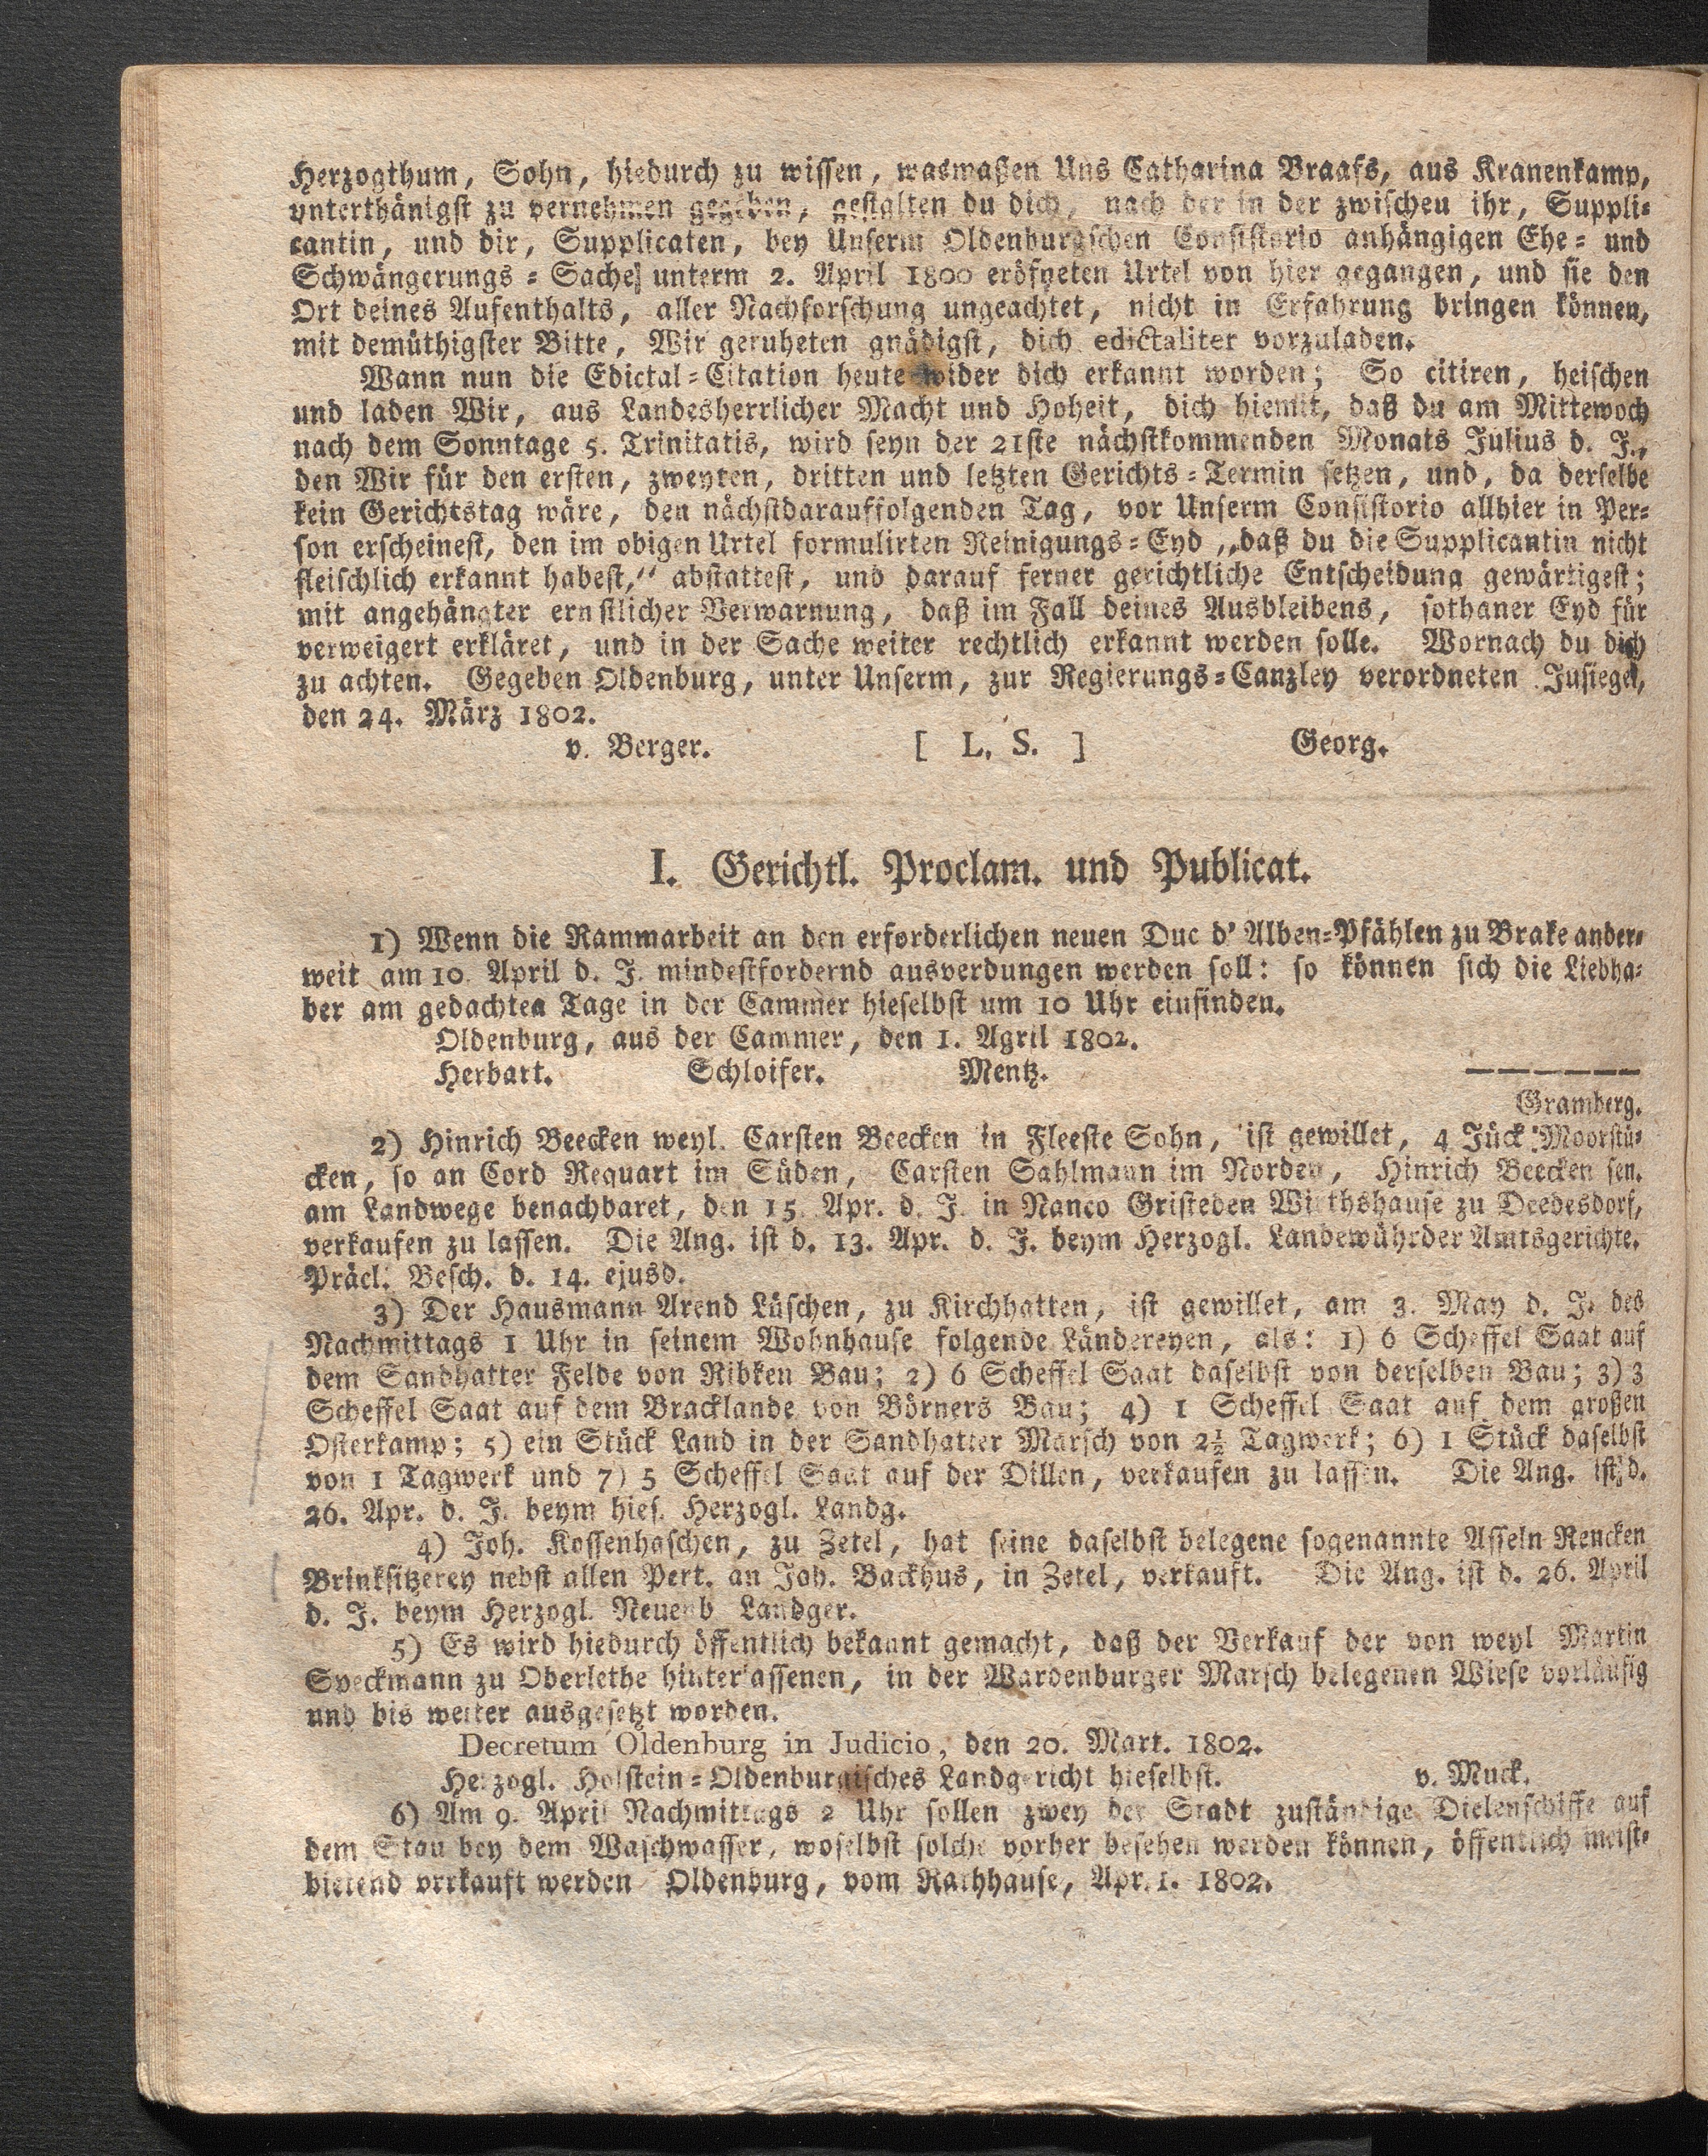 Herzogthum, Sohn, hiedurch zu wissen, wasmaßen Uns Catharina Braafs, aus Kranenkamp,
unterthänigst zu vernehmen gegeben, gestalten du dich, nach der in der zwischen ihr, Suppli-
cantin, und dir, Supplicaten, bey Unserm Oldenburgschen Consistorio anhängigen Ehe- und
Schwängerungs-Sache unterm 2. April 1800 eröfneten Urtel von hier gegangen, und sie den
Ort deines Aufenthalts, aller Nachforschung ungeachtet, nicht in Erfahrung bringen können,
mit demüthigster Bitte, Wir geruheten gnädigst, dich edictaliter vorzuladen.
Wann nun die Edictal-Citation heute wider dich erkannt worden; So citiren, heischen
und laden Wir, aus Landesherrlicher Macht und Hoheit, dich hiemit, daß du am Mittewoch
nach dem Sonntage 5. Trinitatis, wird seyn der 21ste nächstkommenden Monats Julius d. J.,
den Wir für den ersten, zweyten, dritten und letzten Gerichts-Termin setzen, und, da derselbe
kein Gerichtstag wäre, den nächstdarauffolgenden Tag, vor Unserm Consistorio allhier in Per-
son erscheinest, den im obigen Urtel formulirten Reinigungs-Eyd „daß du die Supplicantin nicht
fleischlich erkannt habest,“ abstattest, und darauf ferner gerichtliche Entscheidung gewärtigest;
mit angehängter ernstlicher Verwarnung, daß im Fall deines Ausbleibens, sothaner Eyd für
verweigert erkläret, und in der Sache weiter rechtlich erkannt werden solle. Wornach du dich
zu achten. Gegeben Oldenburg, unter Unserm, zur Regierungs-Canzley verordneten Jusiegel,
den 24. März 1802.
v. Berger. [ L. S. ] Georg.
I. Gerichtl. Proclam. und Publicat.
1) Wenn die Rammarbeit an den erforderlichen neuen Duc d' Alben-Pfählen zu Brake ander-
weit am 10 April d. J. mindestfordernd ausverdungen werden soll: so können sich die Liebha-
ber am gedachten Tage in der Cammer hieselbst um 10 Uhr einfinden.
Oldenburg, aus der Cammer, den 1. Agril 1802.
Herbart. Schloifer. Mentz. ——————
Gramberg.
2) Hinrich Beecken weyl. Carsten Beecken in Fleeste Sohn, ist gewillet, 4 Jück Moorstü-
cken, so an Cord Requart im Süden, Carsten Sahlmann im Norden, Hinrich Beecken sen.
am Landwege benachbaret, den 15. Apr. d. J. in Nanco Gristeden Wirthshause zu Deedesdorf,
verkaufen zu lassen. Die Ang. ist d. 13. Apr. d. J. beym Herzogl. Landewührder Amtsgerichte.
Präcl. Besch. d. 14. ejusd.
3) Der Hausmann Arend Lüschen, zu Kirchhatten, ist gewillet, am 3. May d. J. des
Nachmittags 1 Uhr in seinem Wohnhause folgende Ländereyen, als: 1) 6 Scheffel Saat auf
dem Sandhatter Felde von Ribken Bau; 2) 6 Scheffel Saat daselbst von derselben Bau; 3) 3
Scheffel Saat auf dem Bracklande von Börners Bau; 4) 1 Scheffel Saat auf dem großen
Osterkamp; 5) ein Stück Land in der Sandhatter Marsch von 2½ Tagwerk; 6) 1 Stück daselbst
von 1 Tagwerk und 7) 5 Scheffel Saat auf der Dillen, verkaufen zu lassen. Die Ang. ist d.
26. Apr. d. J. beym hies. Herzogl. Landg.
4) Joh. Kossenhaschen, zu Zetel, hat seine daselbst belegene sogenannte Asseln Rencken
Brinksitzerey nebst allen Pert. an Joh. Backhus, in Zetel, verkauft. Die Ang. ist d. 26. April
d. J. beym Herzogl. Neuenb Landger.
5) Es wird hiedurch öffentlich bekannt gemacht, daß der Verkauf der von weyl Martin
Speckmann zu Oberlethe hinterlassenen, in der Wardenburger Marsch belegenen Wiese vorläufig
und bis weiter ausgesetzt worden.
Decretum Oldenburg in Judicio, den 20. Mart. 1802.
Herzogl. Holstein-Oldenburgisches Landgericht hieselbst. v. Muck.
6) Am 9. April Nachmittags 2 Uhr sollen zwey der Stadt zuständige Dielenschiffe auf
dem Stau bey dem Waschwasser, woselbst solche vorher besehen werden können, öffentlich meist-
bietend vrrkauft werden Oldenburg, vom Rathhause, Apr. 1. 1802.